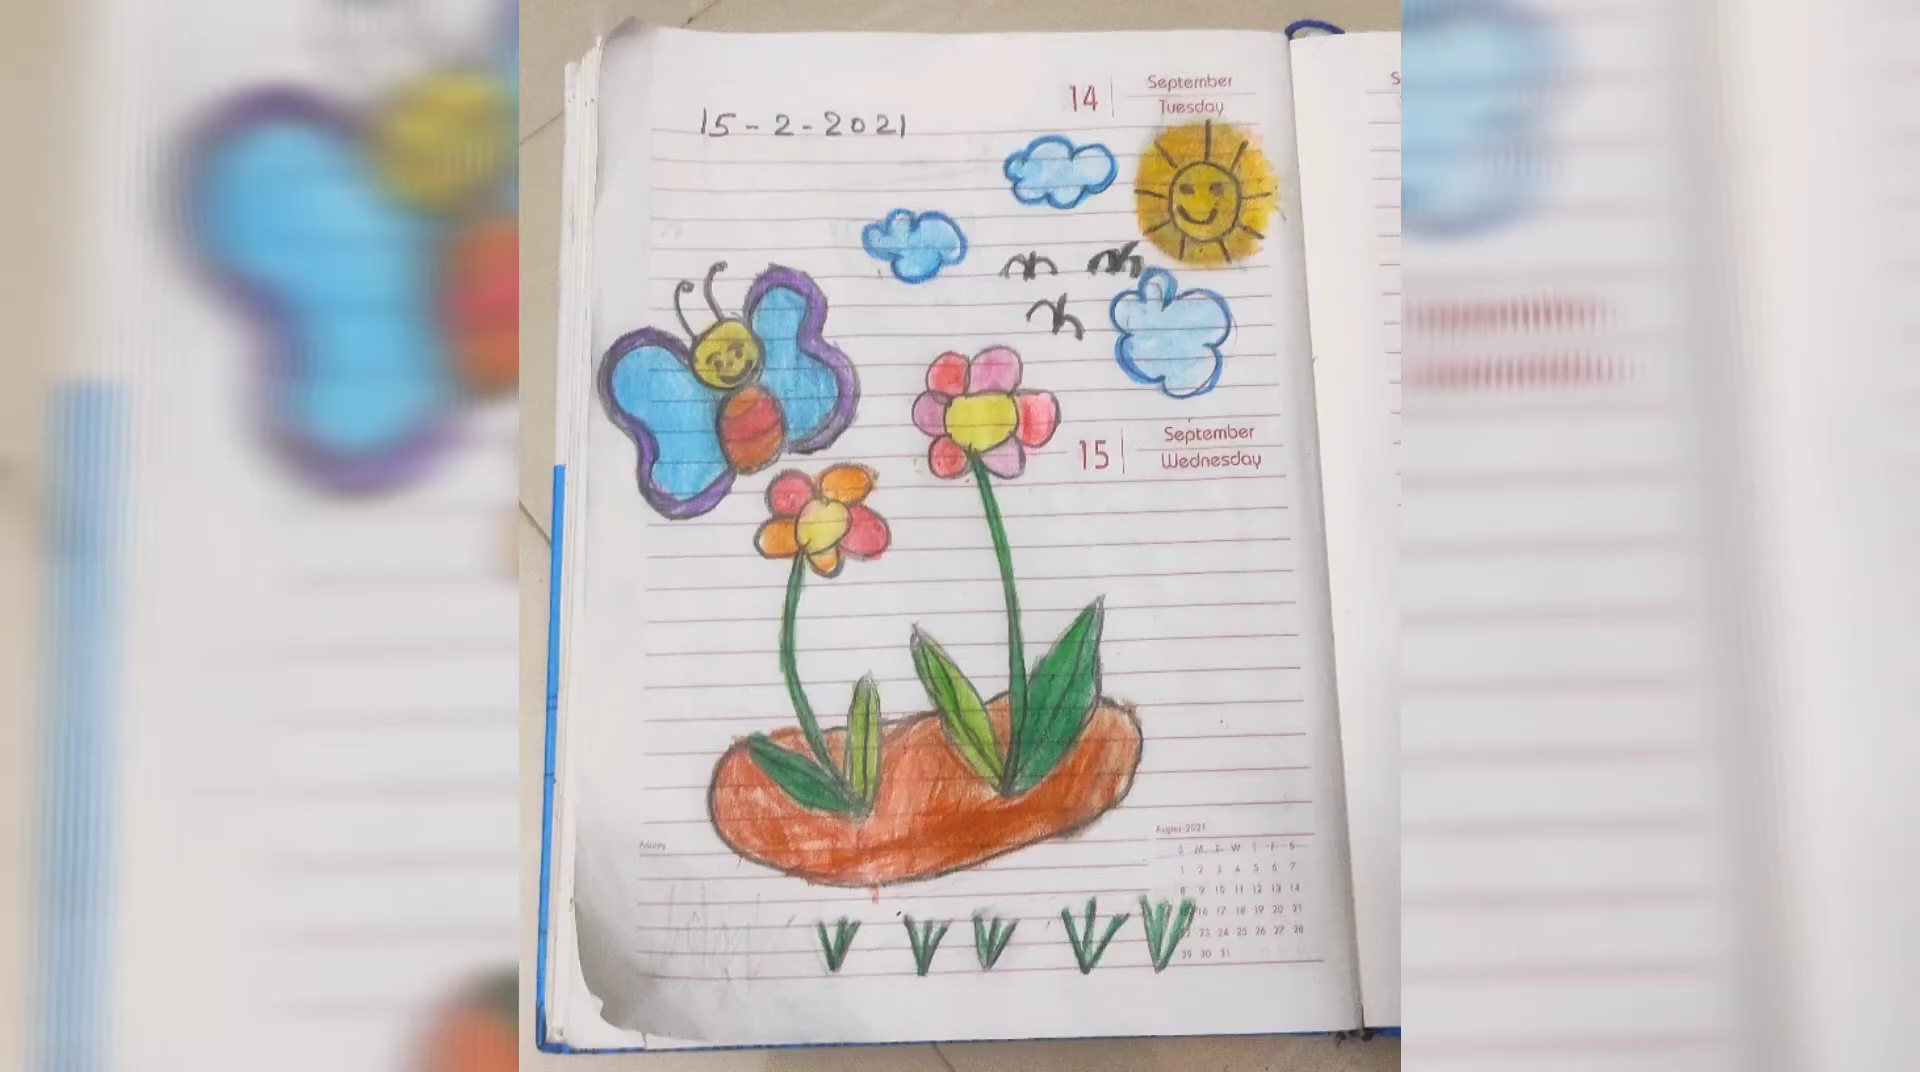 14 September
Tuesday
15-2-2021
15 September
Wednesday
Priority
August-2021
S M T W T F S
1 2 3 4 5 6 7
8 9 10 11 12 13 14
16 17 18 19 20 21
23 24 25 26 27 28
29 30 31